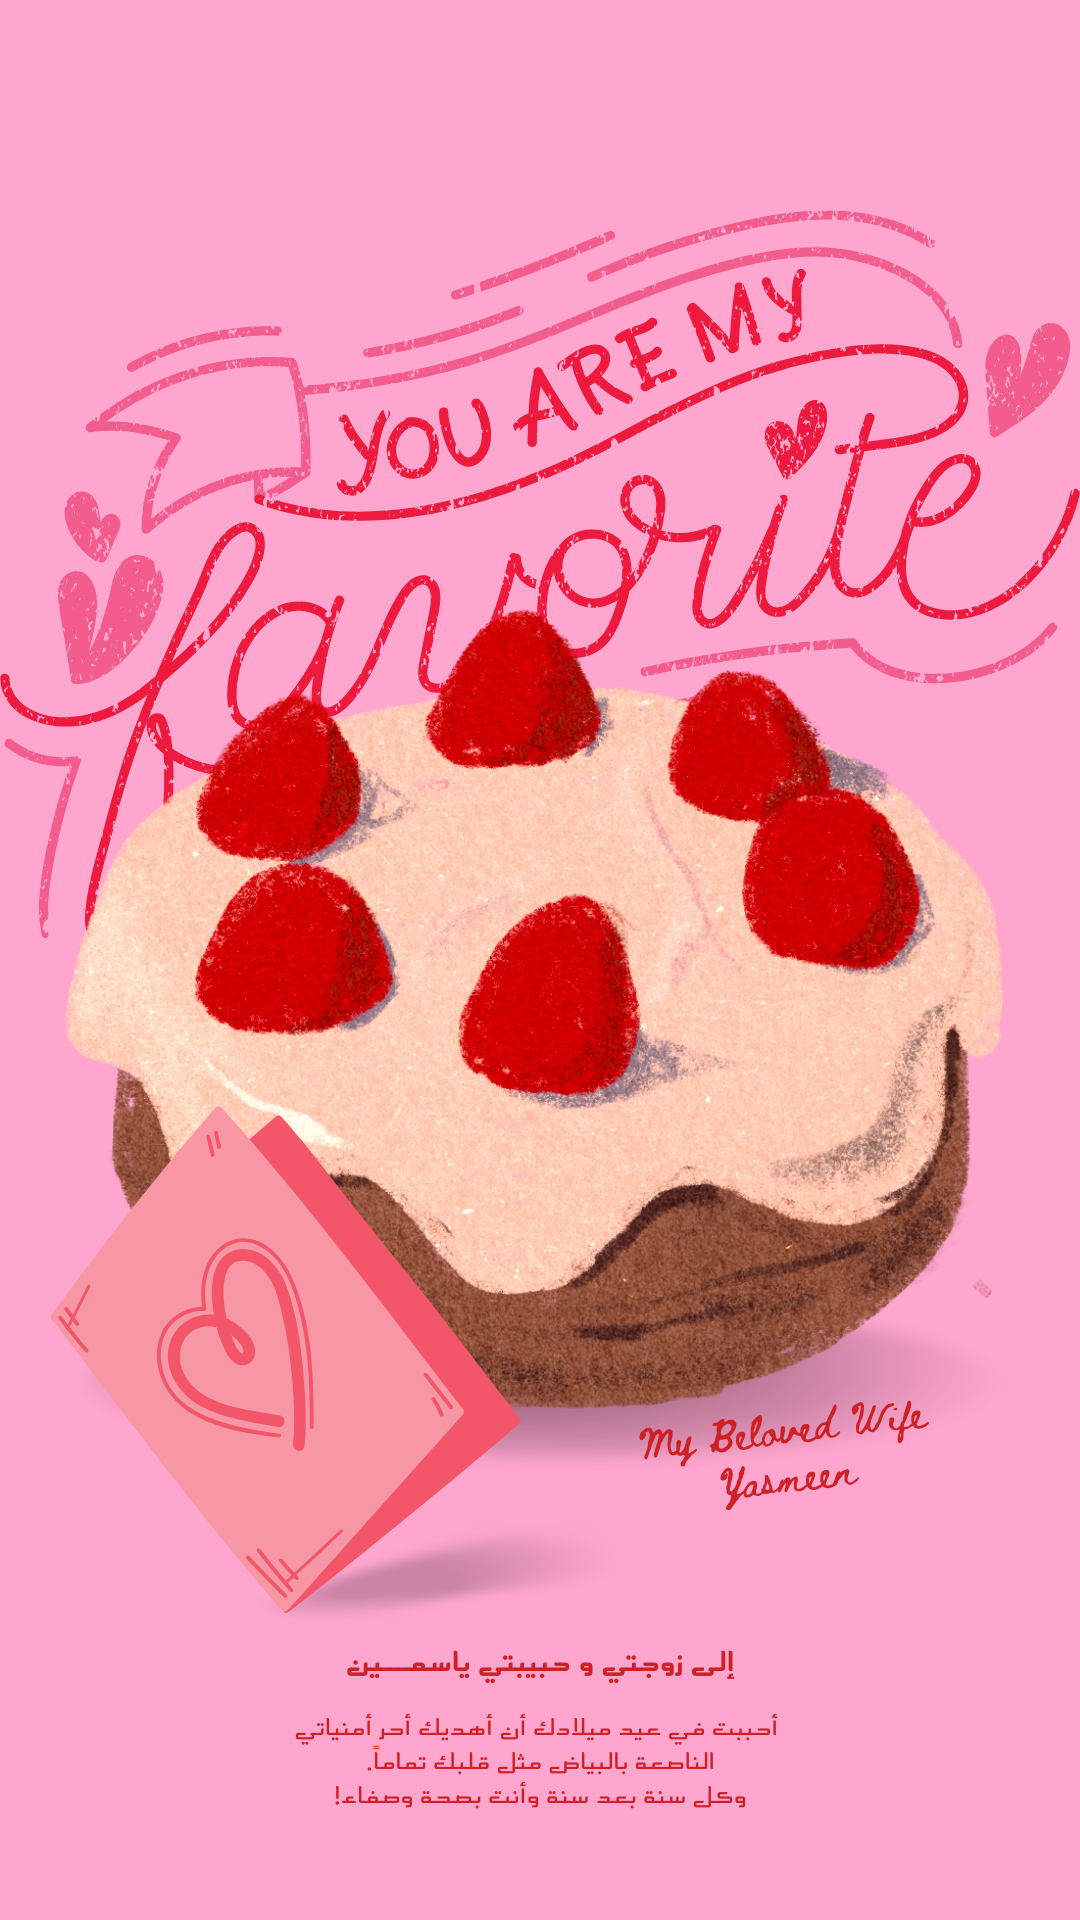 YOU ARE MY
favorite
My Beloved Wife
Yasmeen
إلى زوجتي و حبيبتي ياسمـــين
أحببت في عيد ميلادك أن أهديك أحر أمنياتي
الناصعة بالبياض مثل قلبك تماماً.
وكل سنة بعد سنة وأنت بصحة وصفاء!